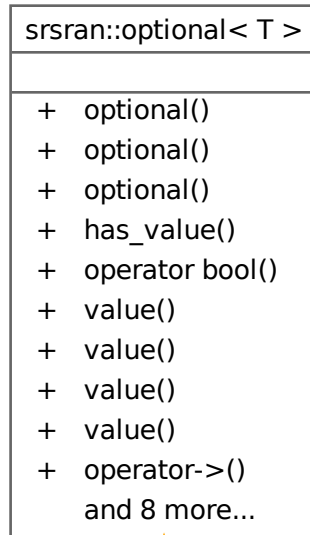 srsran::optional< T >
+ optional()
+ optional()
+ optional()
+ has_value()
+ operator bool()
+ value()
+ value()
+ value()
+ value()
+ operator->()
and 8 more...